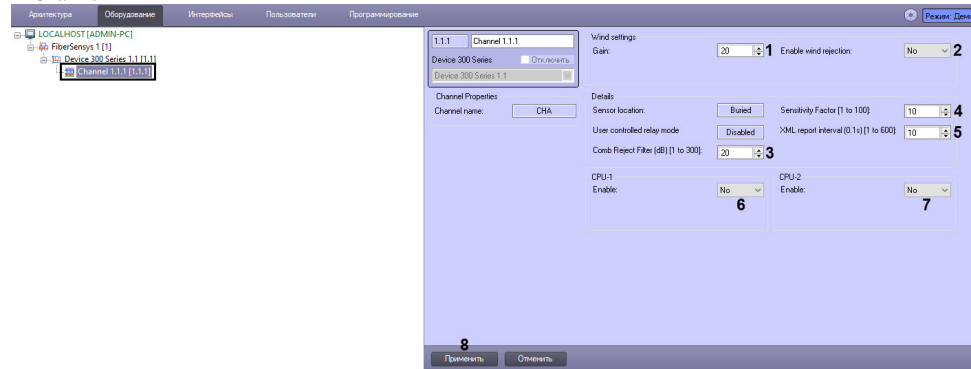 Архитектура Оборудование Интерфейсы Пользователи Программирование Режим: Демо
LOCALHOST [ADMIN-PC]
FiberSensys 1 [1]
Device 300 Series 1.1 [1.1]
Channel 1.1.1 [1.1.1]
1.1.1 Channel 1.1.1
Device 300 Series Отключить
Device 300 Series 1.1
Channel Properties
Channel name: CHA
Wind settings
Gain: 20 1 Enable wind rejection: No 2
Details
Sensor location: Buried Sensitivity Factor [1 to 100]: 10 4
User controlled relay mode Disabled XML report interval (0.1s) [1 to 600]: 10 5
Comb Reject Filter (dB) [1 to 300]: 20 3
CPU-1 CPU-2
Enable: No Enable: No
6 7
8
Применить Отменить